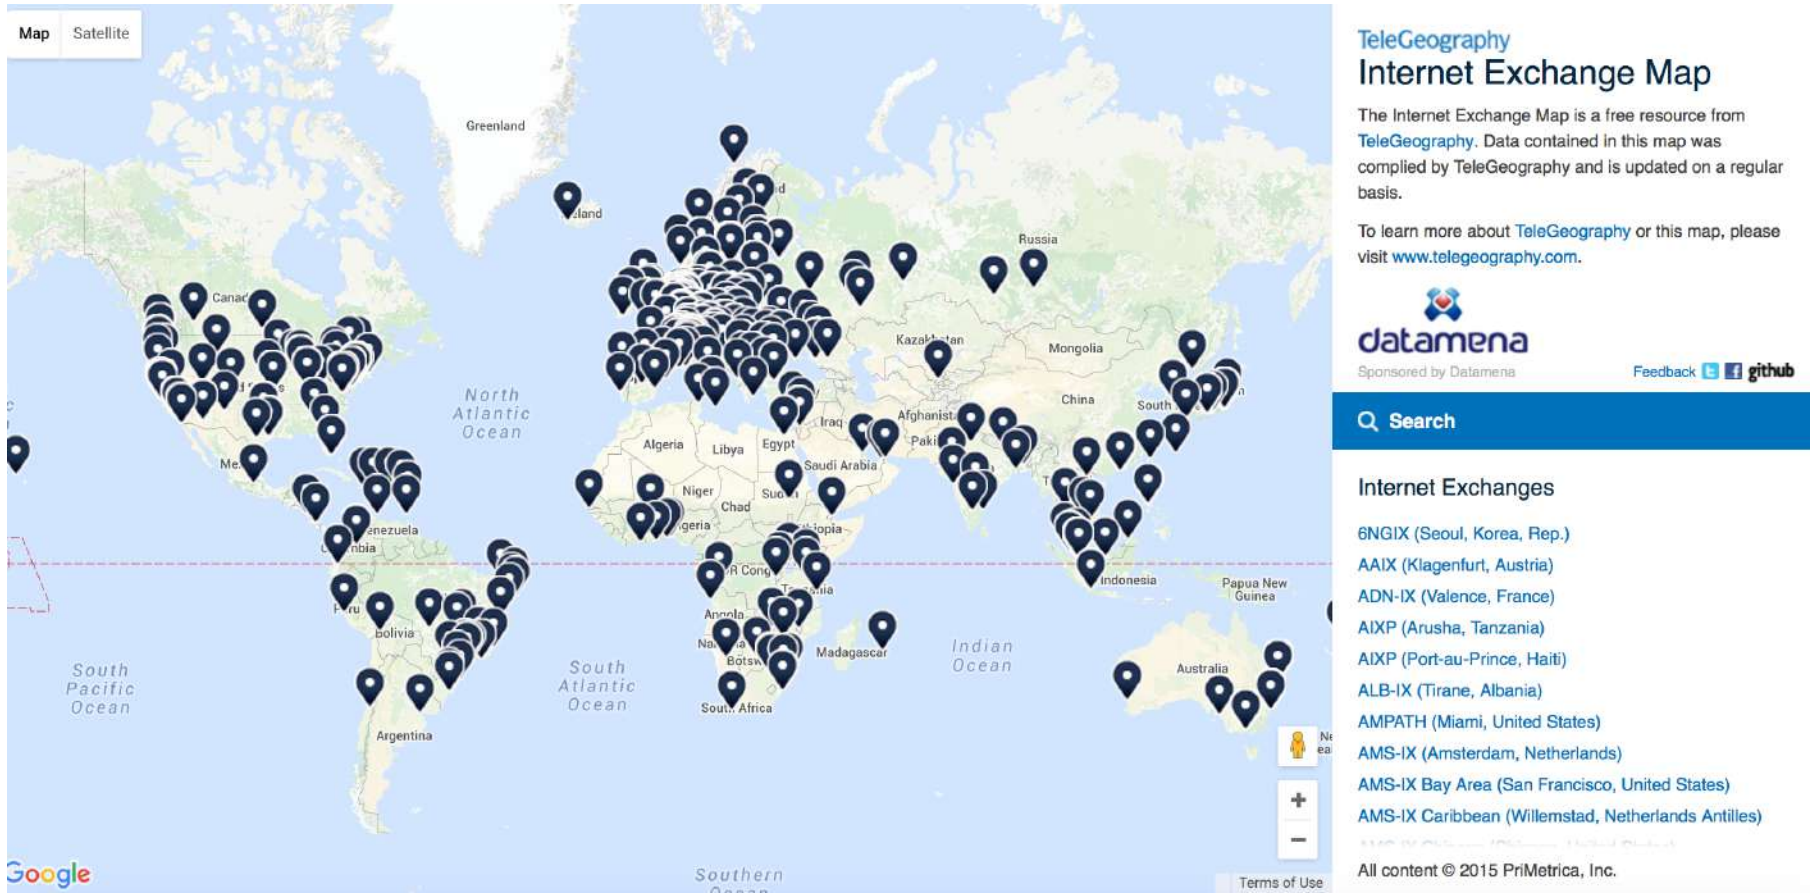 Map Satellite
Greenland
Russia
North
Atlantic
Ocean
Mongolia
China
Iraq
Algeria
Libya
Egypt
Saudi Arabia
Niger
Chad
Indonesia
Papua New
Guinea
Angola
Bolivia
Madagascar
Indian
Ocean
South
Pacific
Ocean
South
Atlantic
Ocean
Australia
Argentina
Southern
Google
Terms of Use
TeleGeography
Internet Exchange Map
The Internet Exchange Map is a free resource from
TeleGeography. Data contained in this map was
complied by TeleGeography and is updated on a regular
basis.
To learn more about TeleGeography or this map, please
visit www.telegeography.com.
datamena
Sponsored by Datamena
Feedback github
Search
Internet Exchanges
6NGIX (Seoul, Korea, Rep.)
AAIX (Klagenfurt, Austria)
ADN-IX (Valence, France)
AIXP (Arusha, Tanzania)
AIXP (Port-au-Prince, Haiti)
ALB-IX (Tirane, Albania)
AMPATH (Miami, United States)
AMS-IX (Amsterdam, Netherlands)
AMS-IX Bay Area (San Francisco, United States)
AMS-IX Caribbean (Willemstad, Netherlands Antilles)
All content © 2015 PriMetrica, Inc.